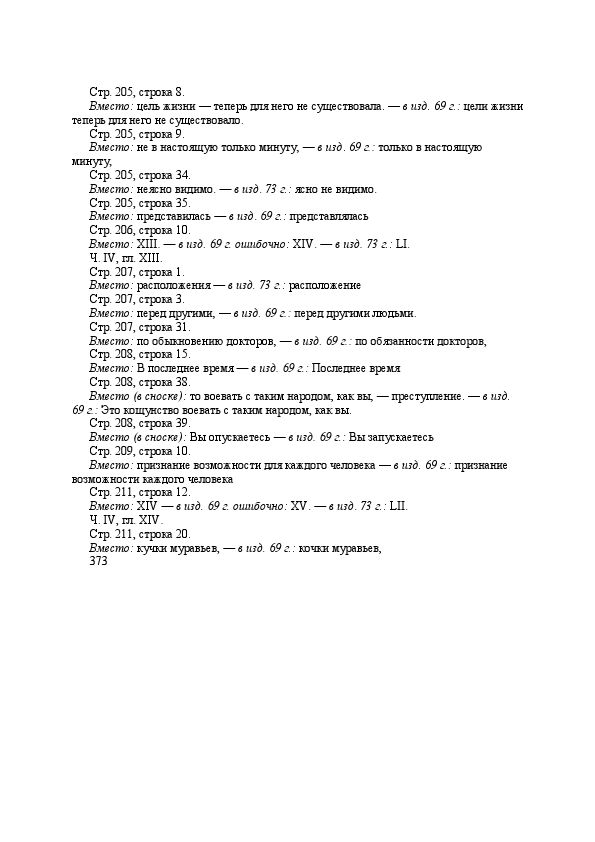 Стр. 205, строка 8.
Вместо: цель жизни — теперь для него не существовала. — в изд. 69 г.: цели жизни
теперь для него не существовало.
Стр. 205, строка 9.
Вместо: не в настоящую только минуту, — в изд. 69 г.: только в настоящую
минуту,
Стр. 205, строка 34.
Вместо: неясно видимо. — в изд. 73 г.: ясно не видимо.
Стр. 205, строка 35.
Вместо: представилась — в изд. 69 г.: представлялась
Стр. 206, строка 10.
Вместо: XIII. — в изд. 69 г. ошибочно: XIV. — в изд. 73 г.: LI.
Ч. IV, гл. XIII.
Стр. 207, строка 1.
Вместо: расположения — в изд. 73 г.: расположение
Стр. 207, строка 3.
Вместо: перед другими, — в изд. 69 г.: перед другими людьми.
Стр. 207, строка 31.
Вместо: по обыкновению докторов, — в изд. 69 г.: по обязанности докторов,
Стр. 208, строка 15.
Вместо: В последнее время — в изд. 69 г.: Последнее время
Стр. 208, строка 38.
Вместо (в сноске): то воевать с таким народом, как вы, — преступление. — в изд.
69 г.: Это кощунство воевать с таким народом, как вы.
Стр. 208, строка 39.
Вместо (в сноске): Вы опускаетесь — в изд. 69 г.: Вы запускаетесь
Стр. 209, строка 10.
Вместо: признание возможности для каждого человека — в изд. 69 г.: признание
возможности каждого человека
Стр. 211, строка 12.
Вместо: XIV — в изд. 69 г. ошибочно: XV. — в изд. 73 г.: LII.
Ч. IV, гл. XIV.
Стр. 211, строка 20.
Вместо: кучки муравьев, — в изд. 69 г.: кочки муравьев,
373